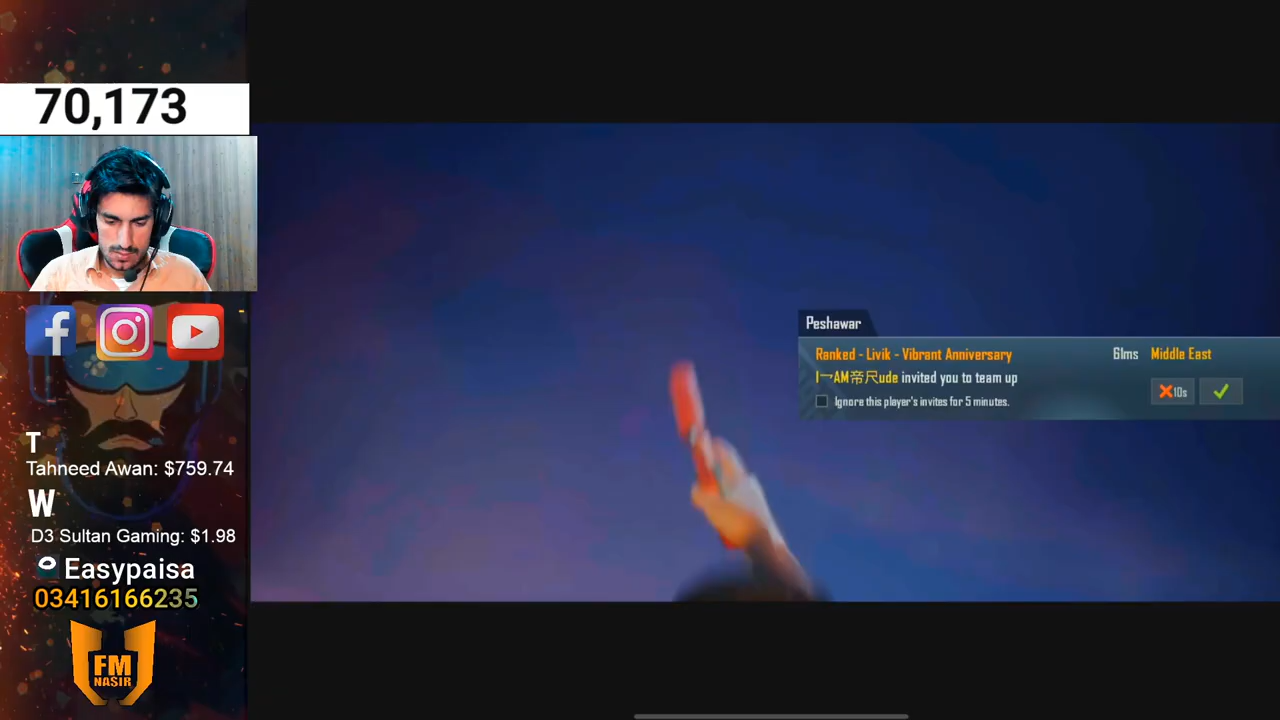 70,173
Peshawar
Ranked - Livik - Vibrant Anniversary 61ms Middle East
I乛AM帝尺ude invited you to team up
10s
Ignore this player's invites for 5 minutes.
T
Tahneed Awan: $759.74
W
D3 Sultan Gaming: $1.98
Easypaisa
03416166235
FM
NASIR